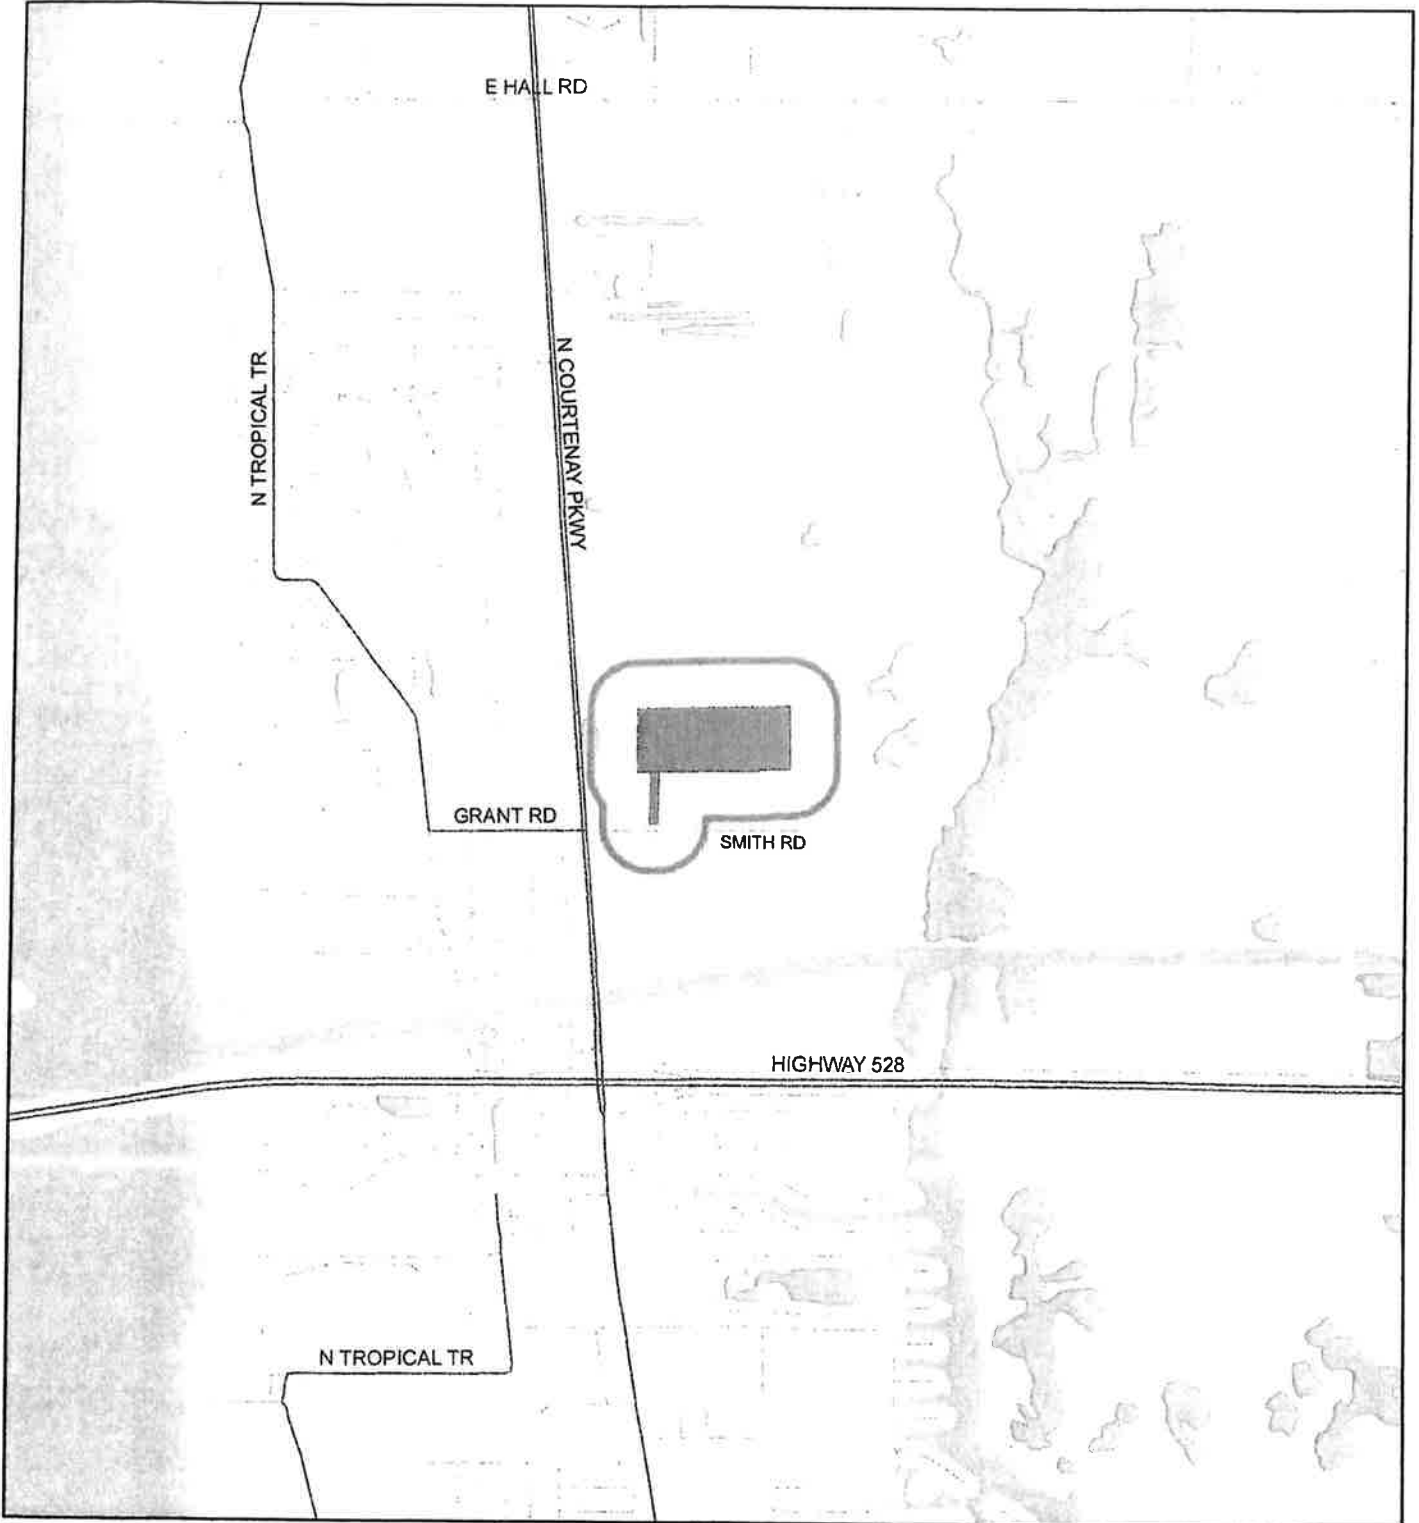 E HALL RD
N TROPICAL TR
N COURTENAY PKWY
GRANT RD
SMITH RD
HIGHWAY 528
N TROPICAL TR